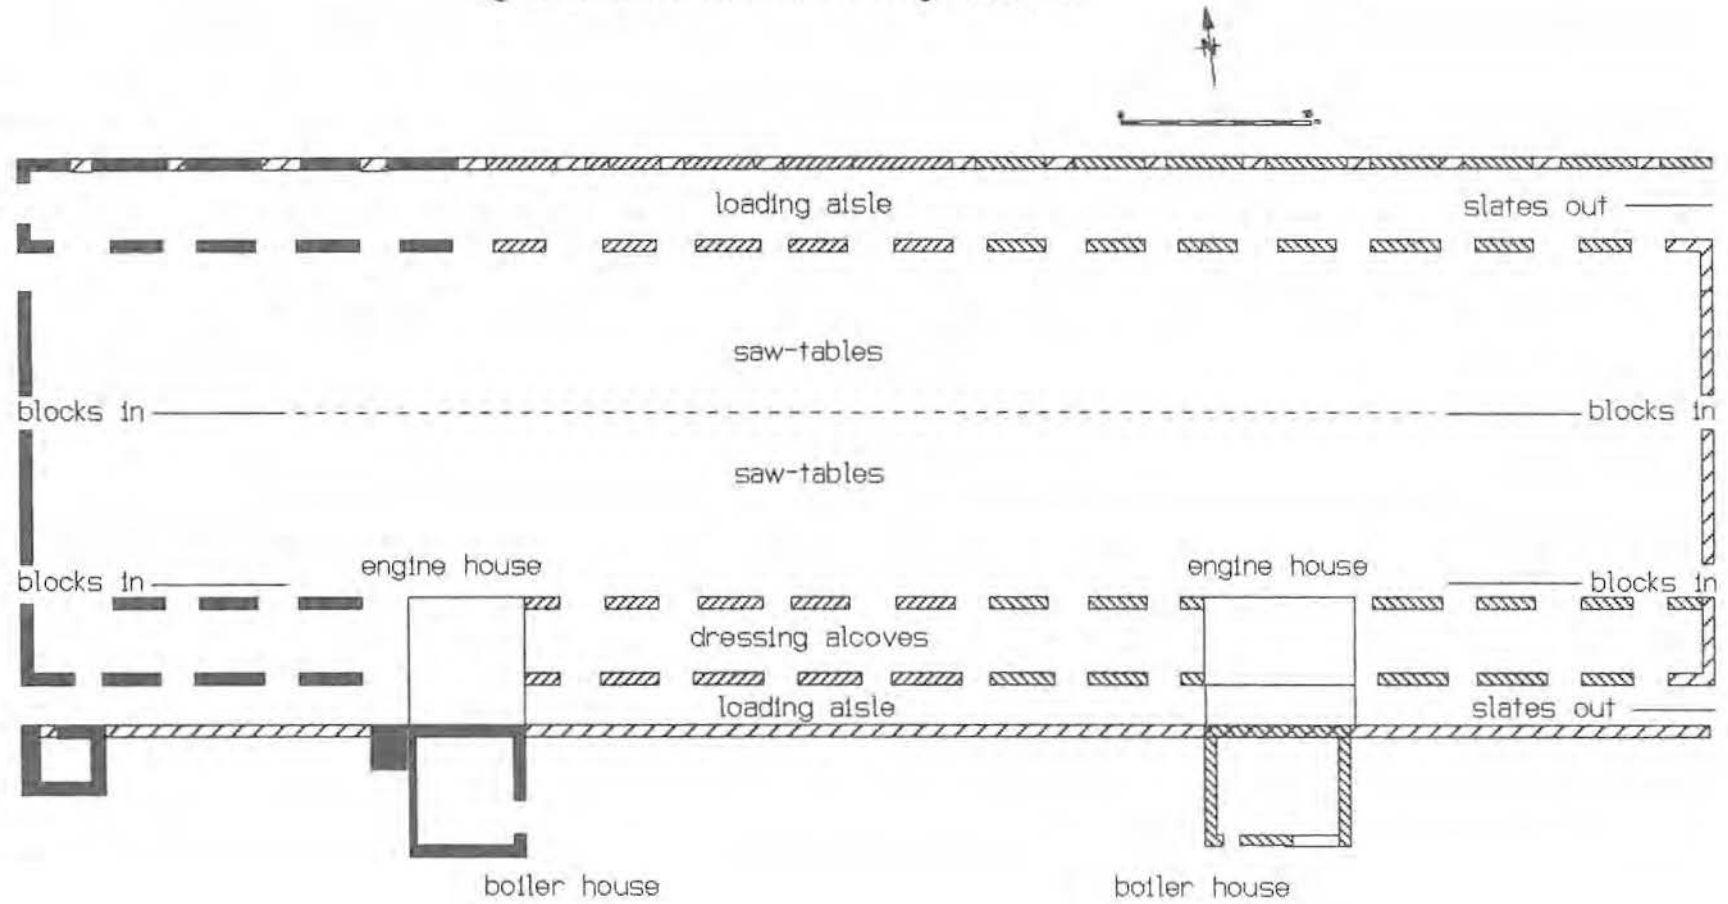 N
loading aisle
slates out
saw-tables
blocks in
blocks in
saw-tables
engine house
engine house
blocks in
blocks in
dressing alcoves
loading aisle
slates out
boiler house
boiler house